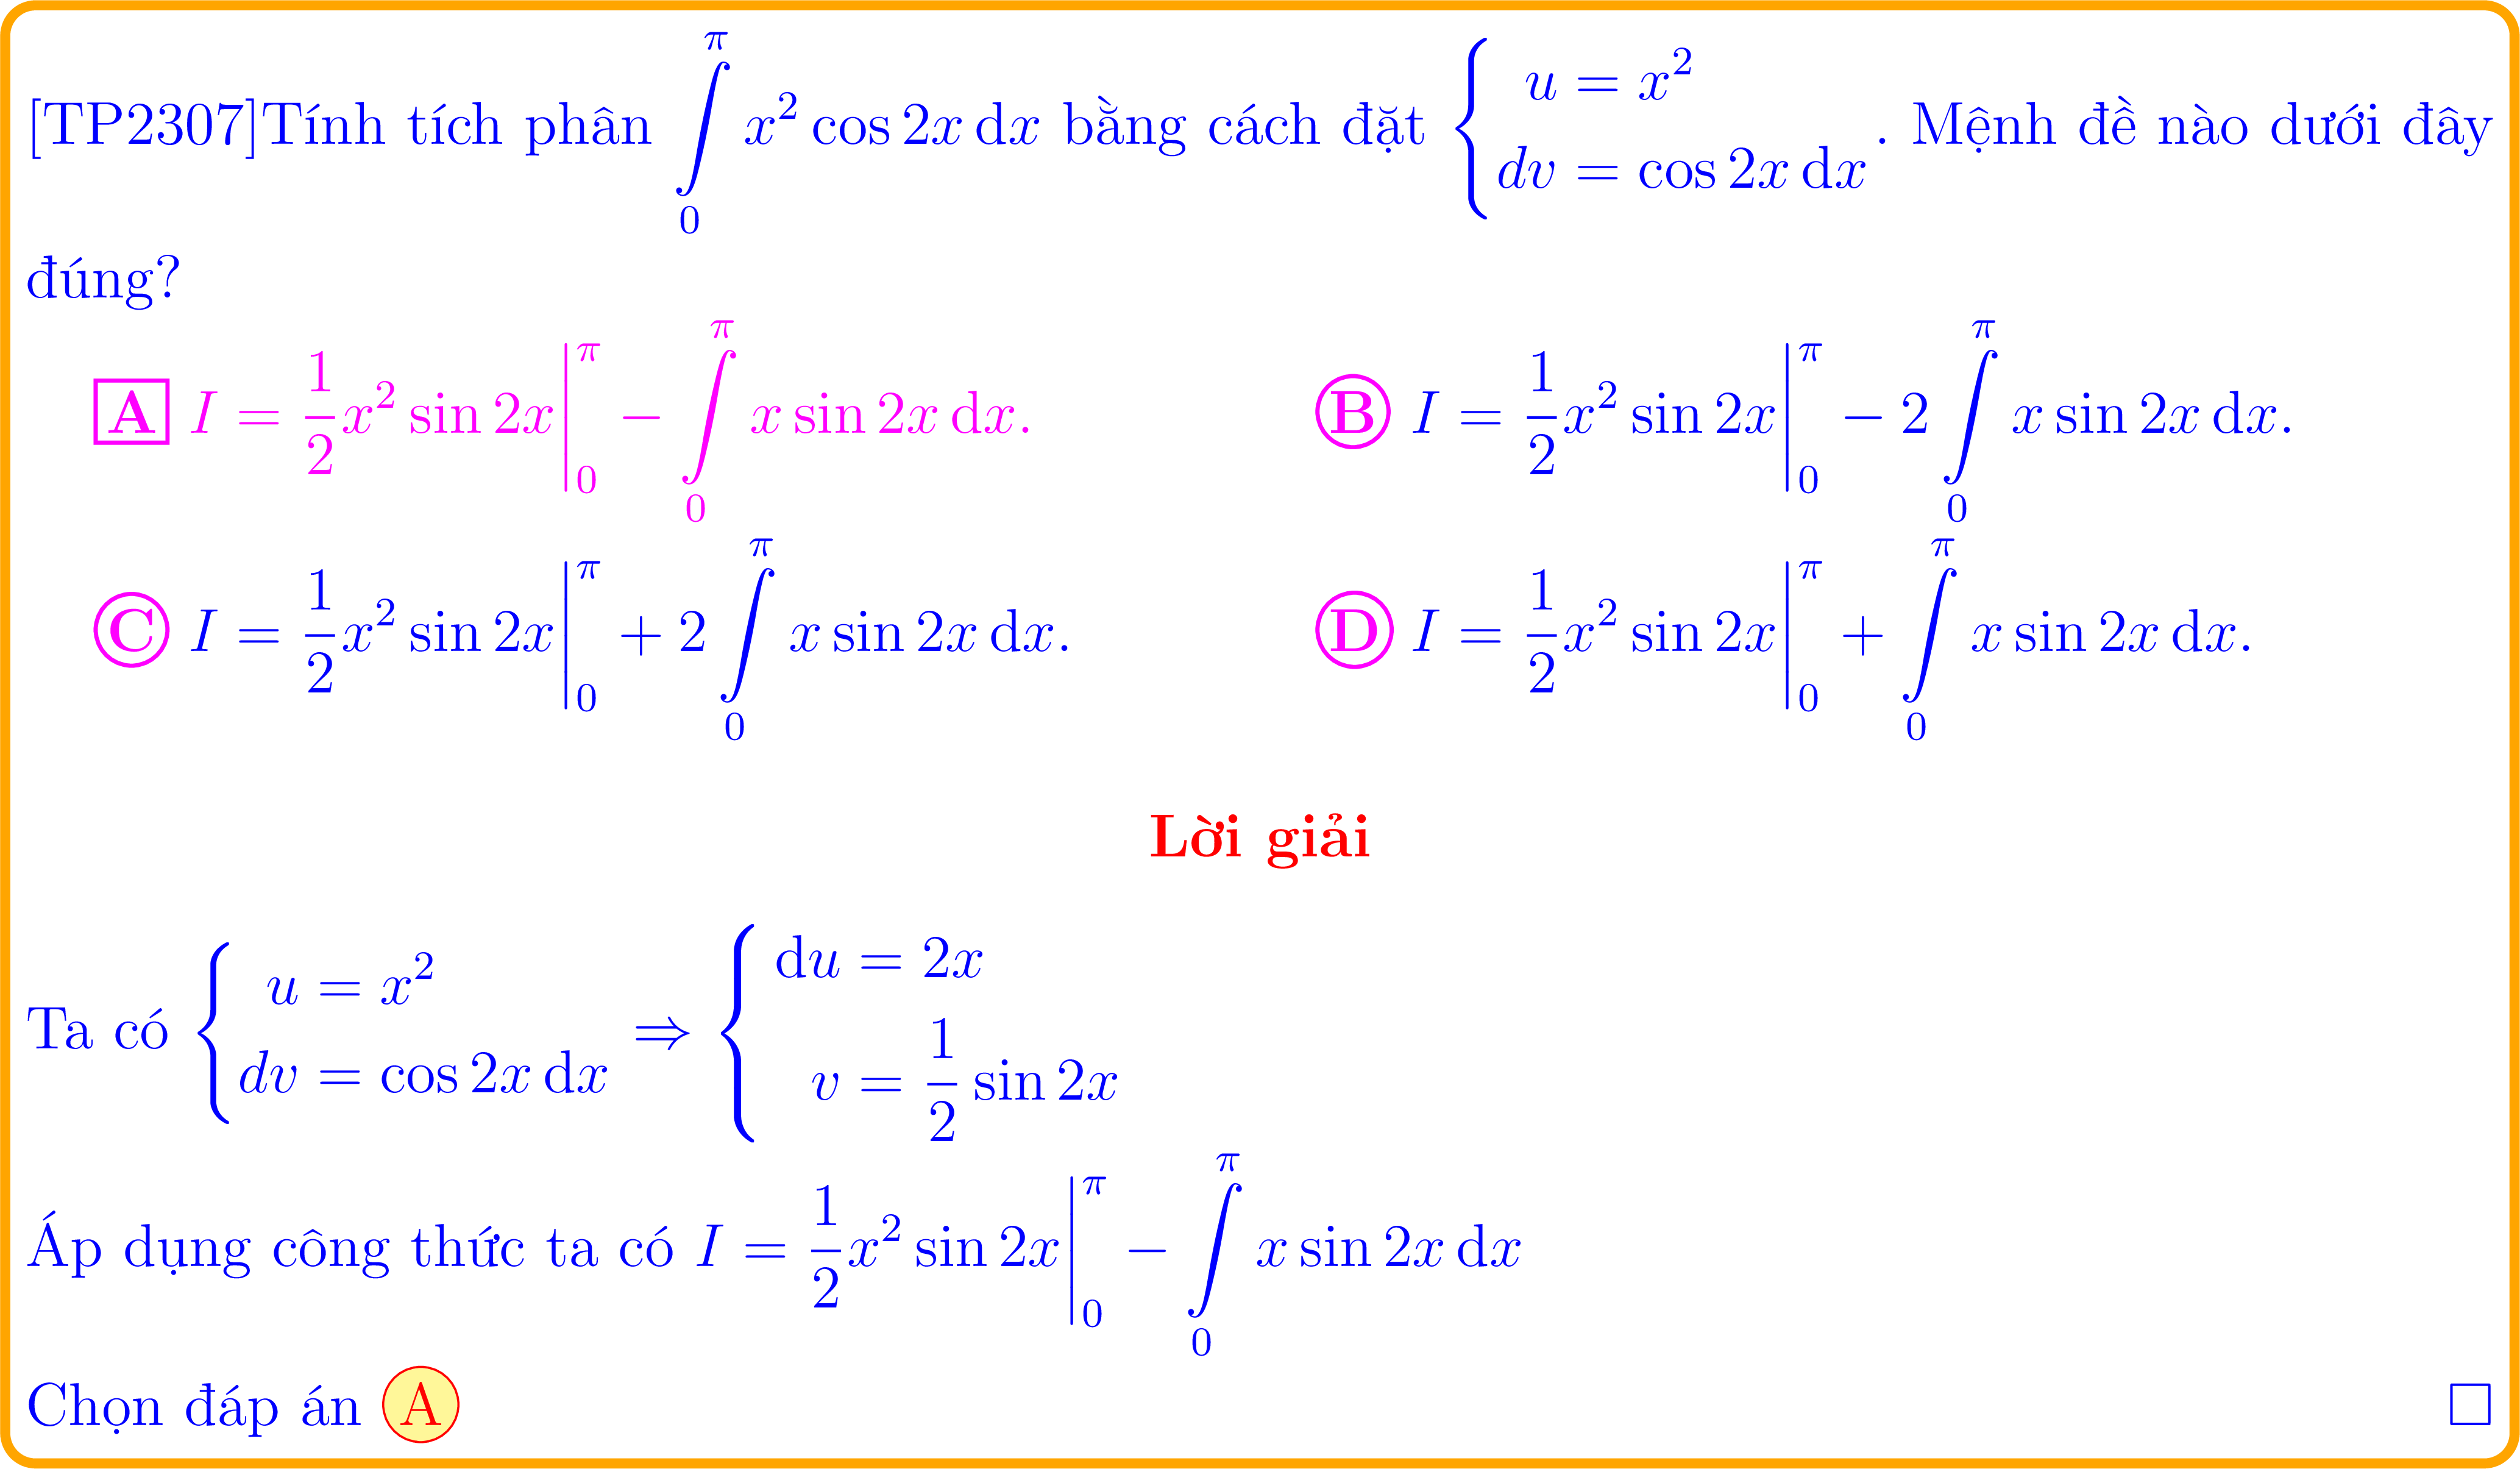 [TP2307]Tính tích phân $\int\limits_0^{\pi} x^2 \cos 2x \, \mathrm{d}x$ bằng cách đặt $\begin{cases} u = x^2 \\ dv = \cos 2x \, \mathrm{d}x \end{cases}$. Mệnh đề nào dưới đây
đúng?
A $I = \dfrac{1}{2}x^2 \sin 2x \Big|_0^{\pi} - \int\limits_0^{\pi} x \sin 2x \, \mathrm{d}x.$ B $I = \dfrac{1}{2}x^2 \sin 2x \Big|_0^{\pi} - 2\int\limits_0^{\pi} x \sin 2x \, \mathrm{d}x.$
C $I = \dfrac{1}{2}x^2 \sin 2x \Big|_0^{\pi} + 2\int\limits_0^{\pi} x \sin 2x \, \mathrm{d}x.$ D $I = \dfrac{1}{2}x^2 \sin 2x \Big|_0^{\pi} + \int\limits_0^{\pi} x \sin 2x \, \mathrm{d}x.$
Lời giải
Ta có $\begin{cases} u = x^2 \\ dv = \cos 2x \, \mathrm{d}x \end{cases} \Rightarrow \begin{cases} \mathrm{d}u = 2x \\ v = \dfrac{1}{2} \sin 2x \end{cases}$
Áp dụng công thức ta có $I = \dfrac{1}{2}x^2 \sin 2x \Big|_0^{\pi} - \int\limits_0^{\pi} x \sin 2x \, \mathrm{d}x$
Chọn đáp án A □